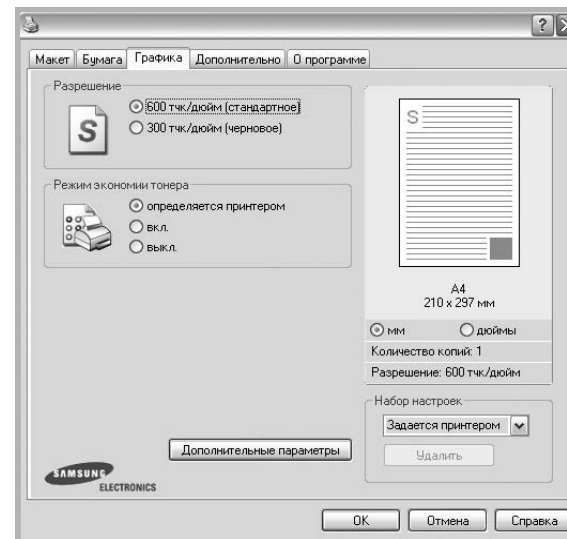 Макет Бумага Графика Дополнительно О программе
Разрешение
S
600 тчк/дюйм (стандартное)
300 тчк/дюйм (черновое)
Режим экономии тонера
определяется принтером
вкл.
выкл.
S
A4
210 x 297 мм
мм дюймы
Количество копий: 1
Разрешение: 600 тчк/дюйм
Набор настроек
Задается принтером
Удалить
Дополнительные параметры
SAMSUNG
ELECTRONICS
OK Отмена Справка